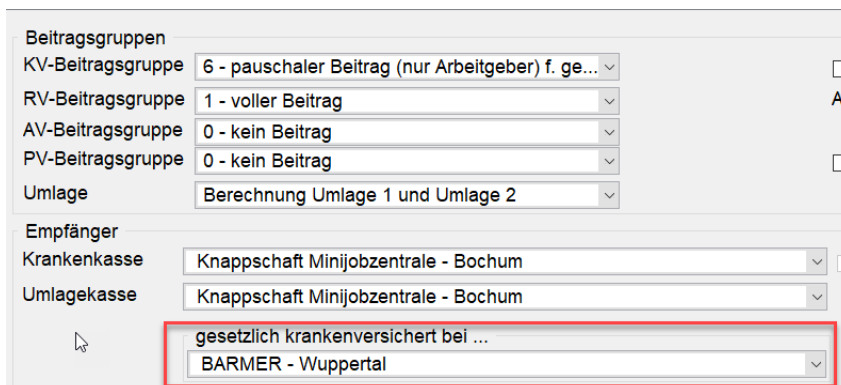 Beitragsgruppen
KV-Beitragsgruppe 6 - pauschaler Beitrag (nur Arbeitgeber) f. ge...
RV-Beitragsgruppe 1 - voller Beitrag A
AV-Beitragsgruppe 0 - kein Beitrag
PV-Beitragsgruppe 0 - kein Beitrag
Umlage Berechnung Umlage 1 und Umlage 2
Empfänger
Krankenkasse Knappschaft Minijobzentrale - Bochum
Umlagekasse Knappschaft Minijobzentrale - Bochum
gesetzlich krankenversichert bei ...
BARMER - Wuppertal